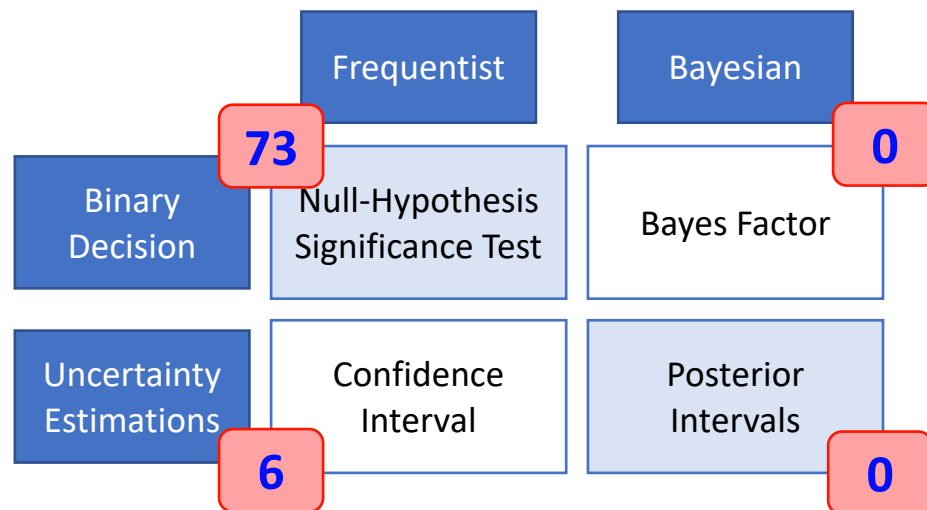 Frequentist
Bayesian
73
0
Binary
Decision
Null-Hypothesis
Significance Test
Bayes Factor
Uncertainty
Estimations
Confidence
Interval
Posterior
Intervals
6
0